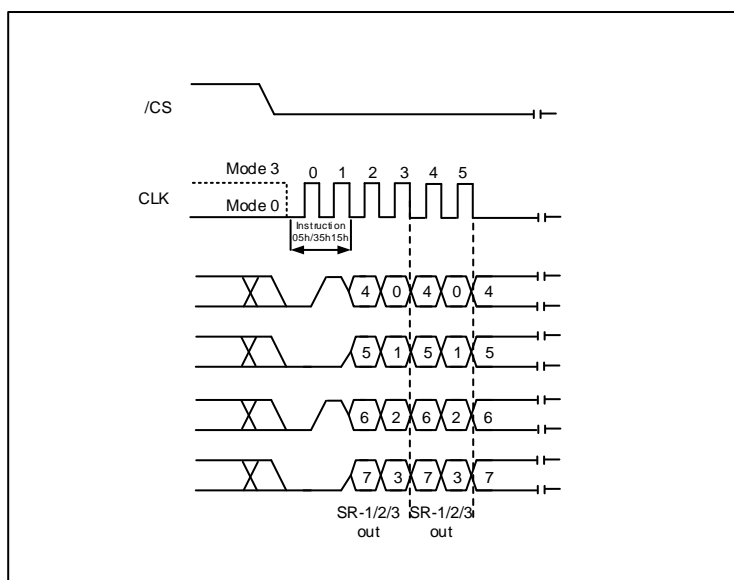 /CS
Mode 3
0 1 2 3 4 5
CLK
Mode 0
Instruction
05h/35h15h
4 0 4 0 4
5 1 5 1 5
6 2 6 2 6
7 3 7 3 7
SR-1/2/3 SR-1/2/3
out out